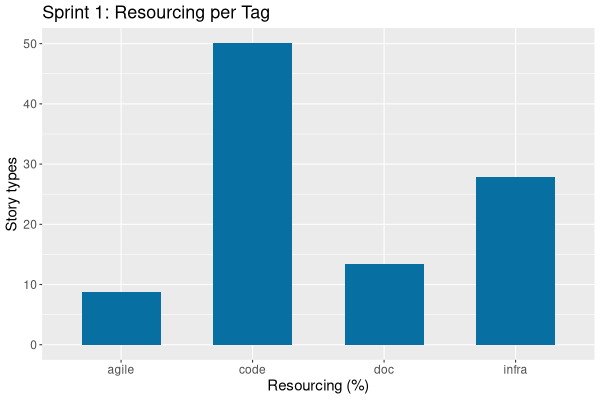 Sprint 1: Resourcing per Tag
Story types
50
40
30
20
10
0
agile code doc infra
Resourcing (%)